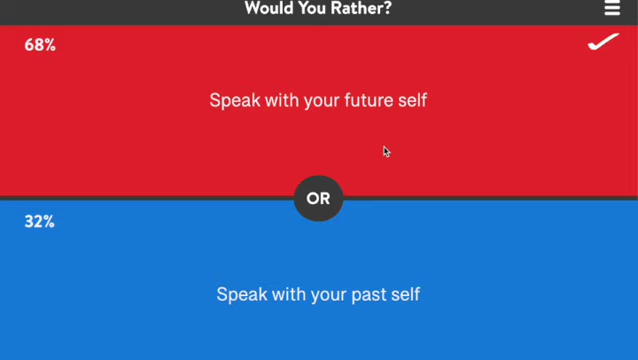 Would You Rather?
68%
Speak with your future self
OR
32%
Speak with your past self